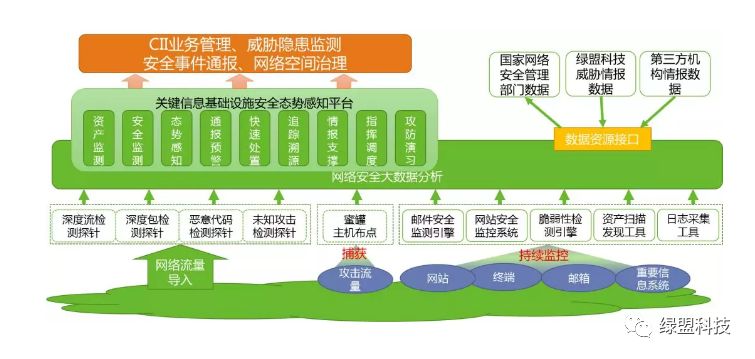 CII业务管理、威胁隐患监测
安全事件通报、网络空间治理
国家网络
安全管理
部门数据
绿盟科技
威胁情报
数据
第三方机
构情报数
据
关键信息基础设施安全态势感知平台
资产监测
安全监测
态势感知
通报预警
快速处置
追踪溯源
情报支撑
指挥调度
攻防演习
数据资源接口
网络安全大数据分析
深度流检
测探针
深度包检
测探针
恶意代码
检测探针
未知攻击
检测探针
蜜罐
主机布点
邮件安全
监测引擎
网站安全
监控系统
脆弱性检
测引擎
资产扫描
发现工具
日志采集
工具
网络流量
导入
捕获
攻击流
量
持续监控
网站
终端
邮箱
重要信
息系统
绿盟科技